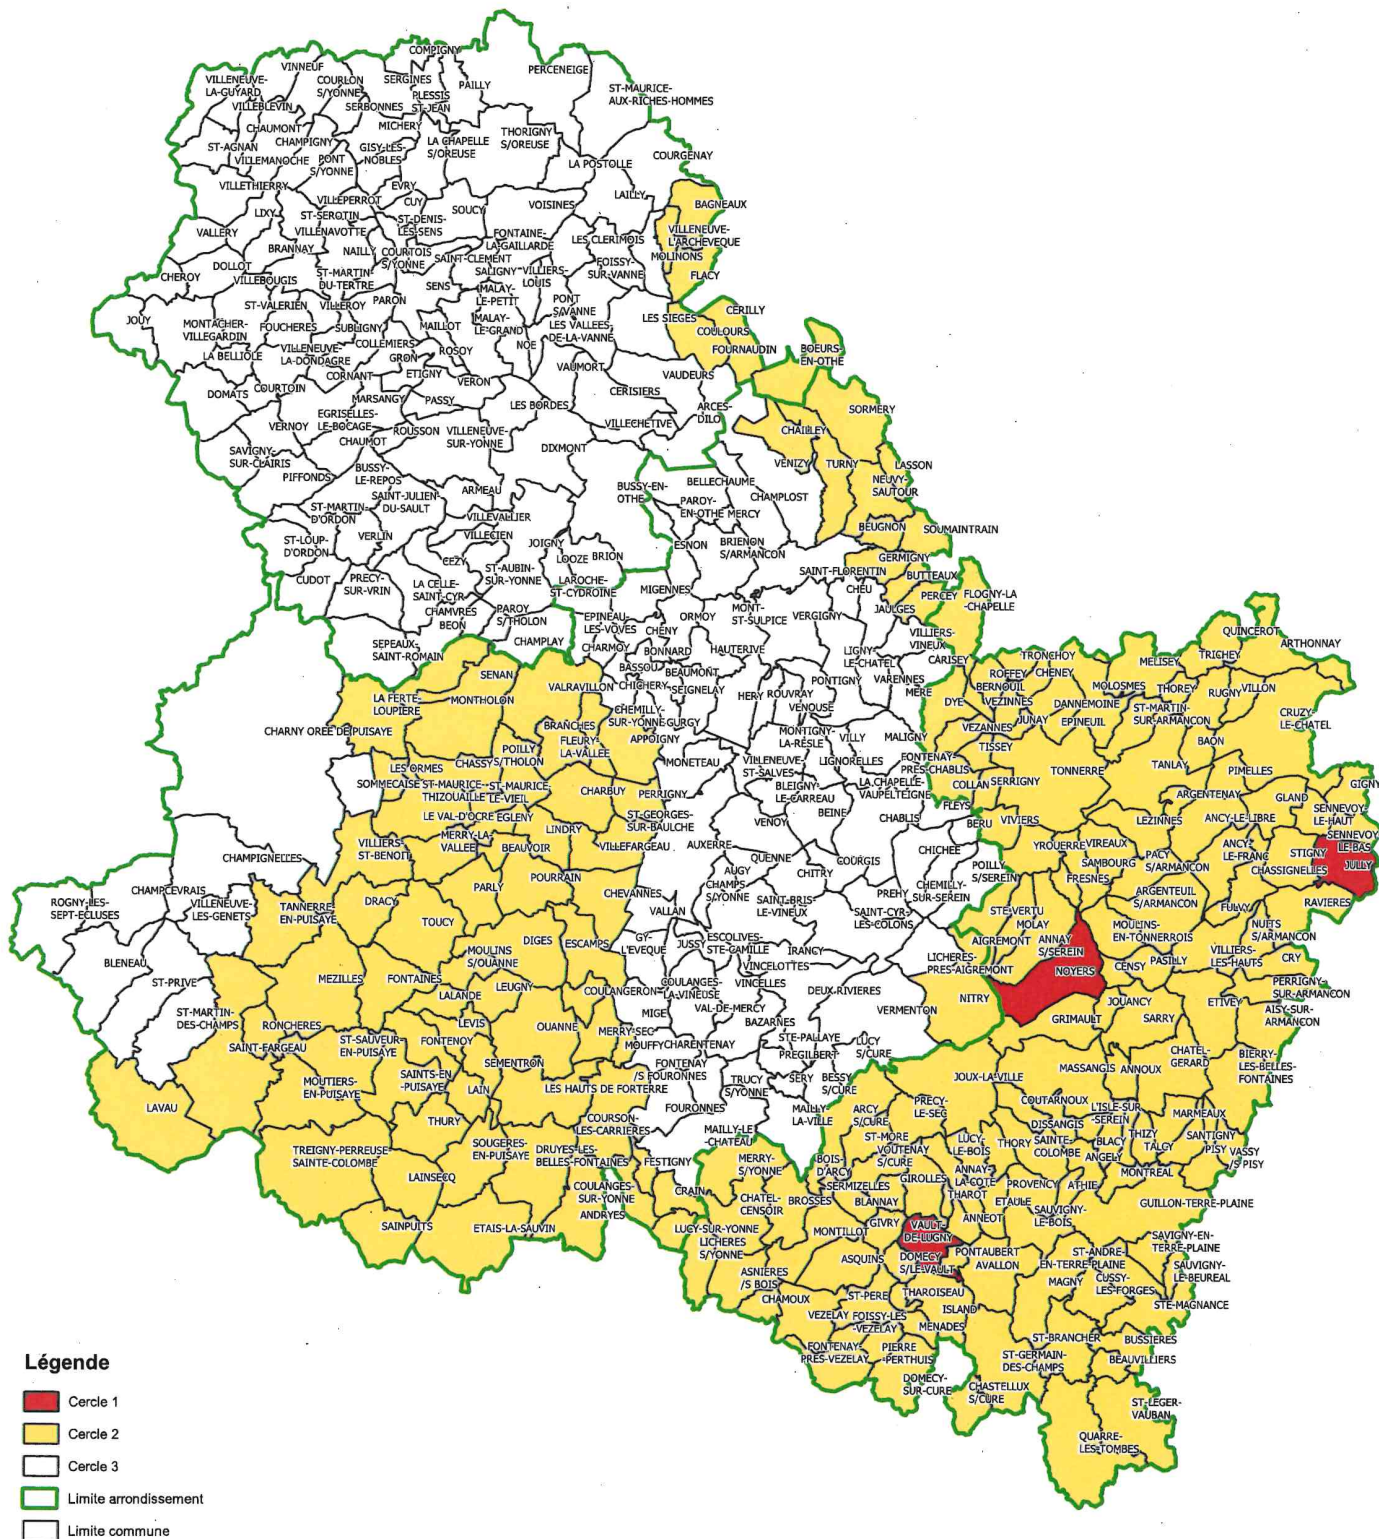 COMPIGNY
VINNEUF
PERCENEIGE
VILLENEUVE-
LA-GUYARD
COURLON
S/YONNE
SERGINES
PAILLY
ST-MAURICE-
AUX-RICHES-HOMMES
PLESSIS
ST-JEAN
VILLEBLEVIN
SERBONNES
MICHERY
CHAUMONT
CHAMPIGNY
THORIGNY
S/OREUSE
LA CHAPELLE
S/OREUSE
ST-AGNAN
VILLEMANOCHE
PONT
S/YONNE
GISY-LES-
NOBLES
COURGENAY
LA POSTOLLE
VILLETHIERRY
EVRY
CUY
LAILLY
VILLEPERROT
LIXY
ST-SEROTIN
SOUCY
VOISINES
BAGNEAUX
ST-DENIS-
LES-SENS
VALLERY
VILLENAVOTTE
FONTAINE-
LA-GAILLARDE
LES CLERIMOIS
VILLENEUVE-
L'ARCHEVEQUE
BRANNAY
NAILLY
COURTOIS
S/YONNE
SAINT-CLEMENT
FOISSY-
SUR-VANNE
MOLINONS
DOLLOT
CHEROY
VILLEBOUGIS
ST-MARTIN-
DU-TERTRE
SALIGNY
VILLIERS-
LOUIS
FLACY
SENS
MALAY-
LE-PETIT
ST-VALERIEN
VILLEROY
PARON
PONT
S/VANNE
CERILLY
JOUY
MONTACHER-
VILLEGARDIN
FOUCHERES
SUBLIGNY
MAILLOT
MALAY-
LE-GRAND
LES VALLEES-
DE-LA-VANNE
LES SIEGES
COULOURS
FOURNAUDIN
NOE
COLLEMIERS
LA BELLIOLE
VILLENEUVE-
LA-DONDAGRE
GRON
ROSOY
BOEURS-
EN-OTHE
VAUMORT
VAUDEURS
CORNANT
ETIGNY
VERON
DOMATS
COURTOIN
CERISIERS
MARSANGY
PASSY
LES BORDES
ARCES-
DILO
SORMERY
EGRISELLES-
LE-BOCAGE
VERNOY
ROUSSON
VILLENEUVE-
SUR-YONNE
VILLECHETIVE
CHAILLEY
CHAUMOT
DIXMONT
SAVIGNY-
SUR-CLAIRIS
PIFFONDS
BUSSY-
LE-REPOS
VENIZY
TURNY
LASSON
NEUVY-
SAUTOUR
BELLECHAUME
BUSSY-EN-
OTHE
ARMEAU
SAINT-JULIEN-
DU-SAULT
CHAMPLOST
PAROY-
EN-OTHE
MERCY
ST-MARTIN-
D'ORDON
VILLEVALLIER
BEUGNON
SOUMAINTRAIN
VERLIN
VILLECIEN
ST-LOUP-
D'ORDON
JOIGNY
LOOZE
BRION
ESNON
BRIENON
S/ARMANCON
GERMIGNY
CEZY
ST-AUBIN-
SUR-YONNE
SAINT-FLORENTIN
BUTTEAUX
CUDOT
PRECY-
SUR-VRIN
LA CELLE-
SAINT-CYR
LAROCHE-
ST-CYDROINE
MIGENNES
CHEU
PERCEY
FLOGNY-LA
-CHAPELLE
CHAMVRES
BEON
PAROY
S/THOLON
EPINEAU-
LES-VOVES
ORMOY
MONT-
ST-SULPICE
VERGIGNY
JAULGES
CHENY
CHAMPLAY
CHARMOY
BONNARD
HAUTERIVE
VILLIERS-
VINEUX
QUINCEROT
SEPEAUX-
SAINT-ROMAIN
LIGNY-
LE-CHATEL
CARISEY
TRONCHOY
ARTHONNAY
BASSOU
BEAUMONT
MELISEY
TRICHEY
SENAN
VALRAVILLON
CHICHERY
SEIGNELAY
PONTIGNY
VARENNES
ROFFEY
CHENEY
BERNOUIL
MOLOSMES
THOREY
RUGNY
VILLON
LA FERTE-
LOUPIERE
MONTHOLON
HERY
ROUVRAY
VENOUSE
MERE
DYE
VEZINNES
DANNEMOINE
ST-MARTIN-
SUR-ARMANCON
CRUZY-
LE-CHATEL
CHEMILLY-
SUR-YONNE
GURGY
JUNAY
EPINEUIL
VEZANNES
CHARNY OREE DE PUISAYE
BRANCHES
FLEURY-
LA-VALLEE
APPOIGNY
MONTIGNY-
LA-RESLE
VILLY
MALIGNY
TISSEY
BAON
POILLY
S/THOLON
MONETEAU
LIGNORELLES
FONTENAY-
PRES-CHABLIS
TANLAY
PIMELLES
LES ORMES
CHASSY
VILLENEUVE-
ST-SALVES
TONNERRE
COLLAN
SERRIGNY
GIGNY
SOMMECAISE
ST-MAURICE-
THIZOUAILLE
ST-MAURICE-
LE-VIEIL
CHARBUY
PERRIGNY
BLEIGNY-
LE-CARREAU
LA CHAPELLE-
VAUPELTEIGNE
ARGENTENAY
GLAND
SENNEVOY-
LE-HAUT
LE VAL-D'OCRE
EGLENY
ST-GEORGES-
SUR-BAULCHE
BEINE
CHABLIS
FLEYS
BERU
VIVIERS
LEZINNES
ANCY-LE-LIBRE
VENOY
LINDRY
SENNEVOY-
LE-BAS
MERRY-LA-
VALLEE
BEAUVOIR
VILLEFARGEAU
AUXERRE
YROUERRE
VIREAUX
ANCY-
LE-FRANC
STIGNY
VILLIERS-
ST-BENOIT
QUENNE
COURGIS
CHICHEE
PACY
S/ARMANCON
CHASSIGNELLES
JULLY
CHAMPIGNELLES
AUGY
CHITRY
POILLY
S/SEREIN
SAMBOURG
FRESNES
POURRAIN
PARLY
CHEVANNES
CHAMPS-
S/YONNE
PREHY
CHEMILLY-
SUR-SEREIN
ARGENTEUIL
S/ARMANCON
CHAMPCEVRAIS
ROGNY-LES-
SEPT-ECLUSES
VILLENEUVE-
LES-GENETS
TANNERRE-
EN-PUISAYE
DRACY
SAINT-BRIS-
LE-VINEUX
RAVIERES
VALLAN
SAINT-CYR-
LES-COLONS
STE-VERTU
MOLAY
FULVY
TOUCY
NUITS
S/ARMANCON
MOULINS-
EN-TONNERROIS
DIGES
ESCAMPS
GY-
L'EVEQUE
JUSSY
ESCOLIVES-
STE-CAMILLE
IRANCY
AIGREMONT
ANNAY
S/SEREIN
VILLIERS-
LES-HAUTS
MOULINS
S/OUANNE
LICHERES-
PRES-AIGREMONT
CRY
BLENEAU
VINCELOTTES
CENSY
PASILLY
MEZILLES
FONTAINES
NOYERS
ST-PRIVE
LEUGNY
COULANGERON
COULANGES-
LA-VINEUSE
VINCELLES
DEUX-RIVIERES
NITRY
PERRIGNY-
SUR-ARMANCON
LALANDE
JOUANCY
ETIVEY
MIGE
VAL-DE-MERCY
VERMENTON
AISY-SUR-
ARMANCON
ST-MARTIN-
DES-CHAMPS
RONCHERES
LEVIS
OUANNE
MERRY-SEC
BAZARNES
GRIMAULT
SARRY
ST-SAUVEUR-
EN-PUISAYE
FONTENOY
MOUFFY
CHARENTENAY
STE-PALLAYE
PREGILBERT
LUCY
S/CURE
SAINT-FARGEAU
CHATEL-
GERARD
BIERRY-
LES-BELLES-
FONTAINES
SEMENTRON
FONTENAY
/S FOURONNES
SAINTS-EN
-PUISAYE
MASSANGIS
ANNOUX
MOUTIERS-
EN-PUISAYE
LAIN
LES HAUTS DE FORTERRE
TRUCY
S/YONNE
SERY
BESSY
S/CURE
JOUX-LA-VILLE
COUTARNOUX
LAVAU
FOURONNES
MAILLY-
LA-VILLE
ARCY
S/CURE
PRECY-
LE-SEC
L'ISLE-SUR
-SEREIN
MARMEAUX
THURY
COURSON-
LES-CARRIERES
MAILLY-LE
-CHATEAU
DISSANGIS
THIZY
TALCY
SANTIGNY
PISY
VASSY
/S PISY
SOUGERES-
EN-PUISAYE
ST-MORE
VOUTENAY
S/CURE
LUCY-
LE-BOIS
THORY
SAINTE-
COLOMBE
BLACY
ANGELY
TREIGNY-PERREUSE-
SAINTE-COLOMBE
DRUYES-LES-
BELLES-FONTAINES
FESTIGNY
MERRY-
S/YONNE
BOIS-
D'ARCY
ANNAY-
LA-COTE
MONTREAL
LAINSECQ
COULANGES-
SUR-YONNE
CRAIN
SERMIZELLES
GIROLLES
PROVENCY
ATHIE
GUILLON-TERRE-PLAINE
CHATEL-
CENSOIR
BROSSES
BLANNAY
THAROT
ETAULE
SAINPUITS
ETAIS-LA-SAUVIN
ANDRYES
GIVRY
ANNEOT
SAUVIGNY-
LE-BOIS
LUCY-SUR-YONNE
MONTILLOT
VAULT-
DE-LUGNY
SAVIGNY-EN-
TERRE-PLAINE
LICHERES
S/YONNE
ASQUINS
DOMECY
S/LE-VAULT
PONTAUBERT
AVALLON
ST-ANDRE-
EN-TERRE-PLAINE
SAUVIGNY-
LE-BEUREAL
ASNIERES
/S BOIS
MAGNY
CUSSY-
LES-FORGES
CHAMOUX
ST-PERE
THAROISEAU
ISLAND
STE-MAGNANCE
VEZELAY
FOISSY-LES
-VEZELAY
MENADES
ST-BRANCHER
BUSSIERES
FONTENAY-
PRES-VEZELAY
PIERRE
-PERTHUIS
ST-GERMAIN-
DES-CHAMPS
BEAUVILLIERS
DOMECY-
SUR-CURE
CHASTELLUX
S/CURE
ST-LEGER-
VAUBAN
QUARRE-
LES-TOMBES
Légende
Cercle 1
Cercle 2
Cercle 3
Limite arrondissement
Limite commune